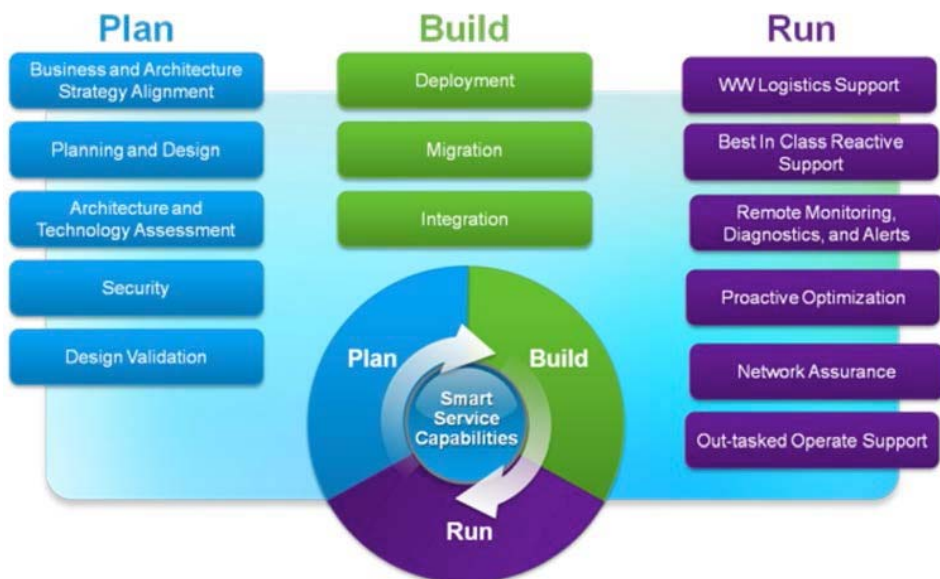 Plan
Business and Architecture
Strategy Alignment
Planning and Design
Architecture and
Technology Assessment
Security
Design Validation
Build
Deployment
Migration
Integration
Run
WW Logistics Support
Best In Class Reactive
Support
Remote Monitoring,
Diagnostics, and Alerts
Proactive Optimization
Network Assurance
Out-tasked Operate Support
Plan
Build
Smart
Service
Capabilities
Run